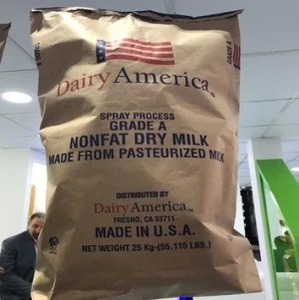 DairyAmerica
SPRAY PROCESS
GRADE A
NONFAT DRY MILK
MADE FROM PASTEURIZED MILK
DISTRIBUTED BY
DairyAmerica
FRESNO, CA 93711
MADE IN U.S.A.
NET WEIGHT 25 Kg-(55.115 LBS.)
GRADE A